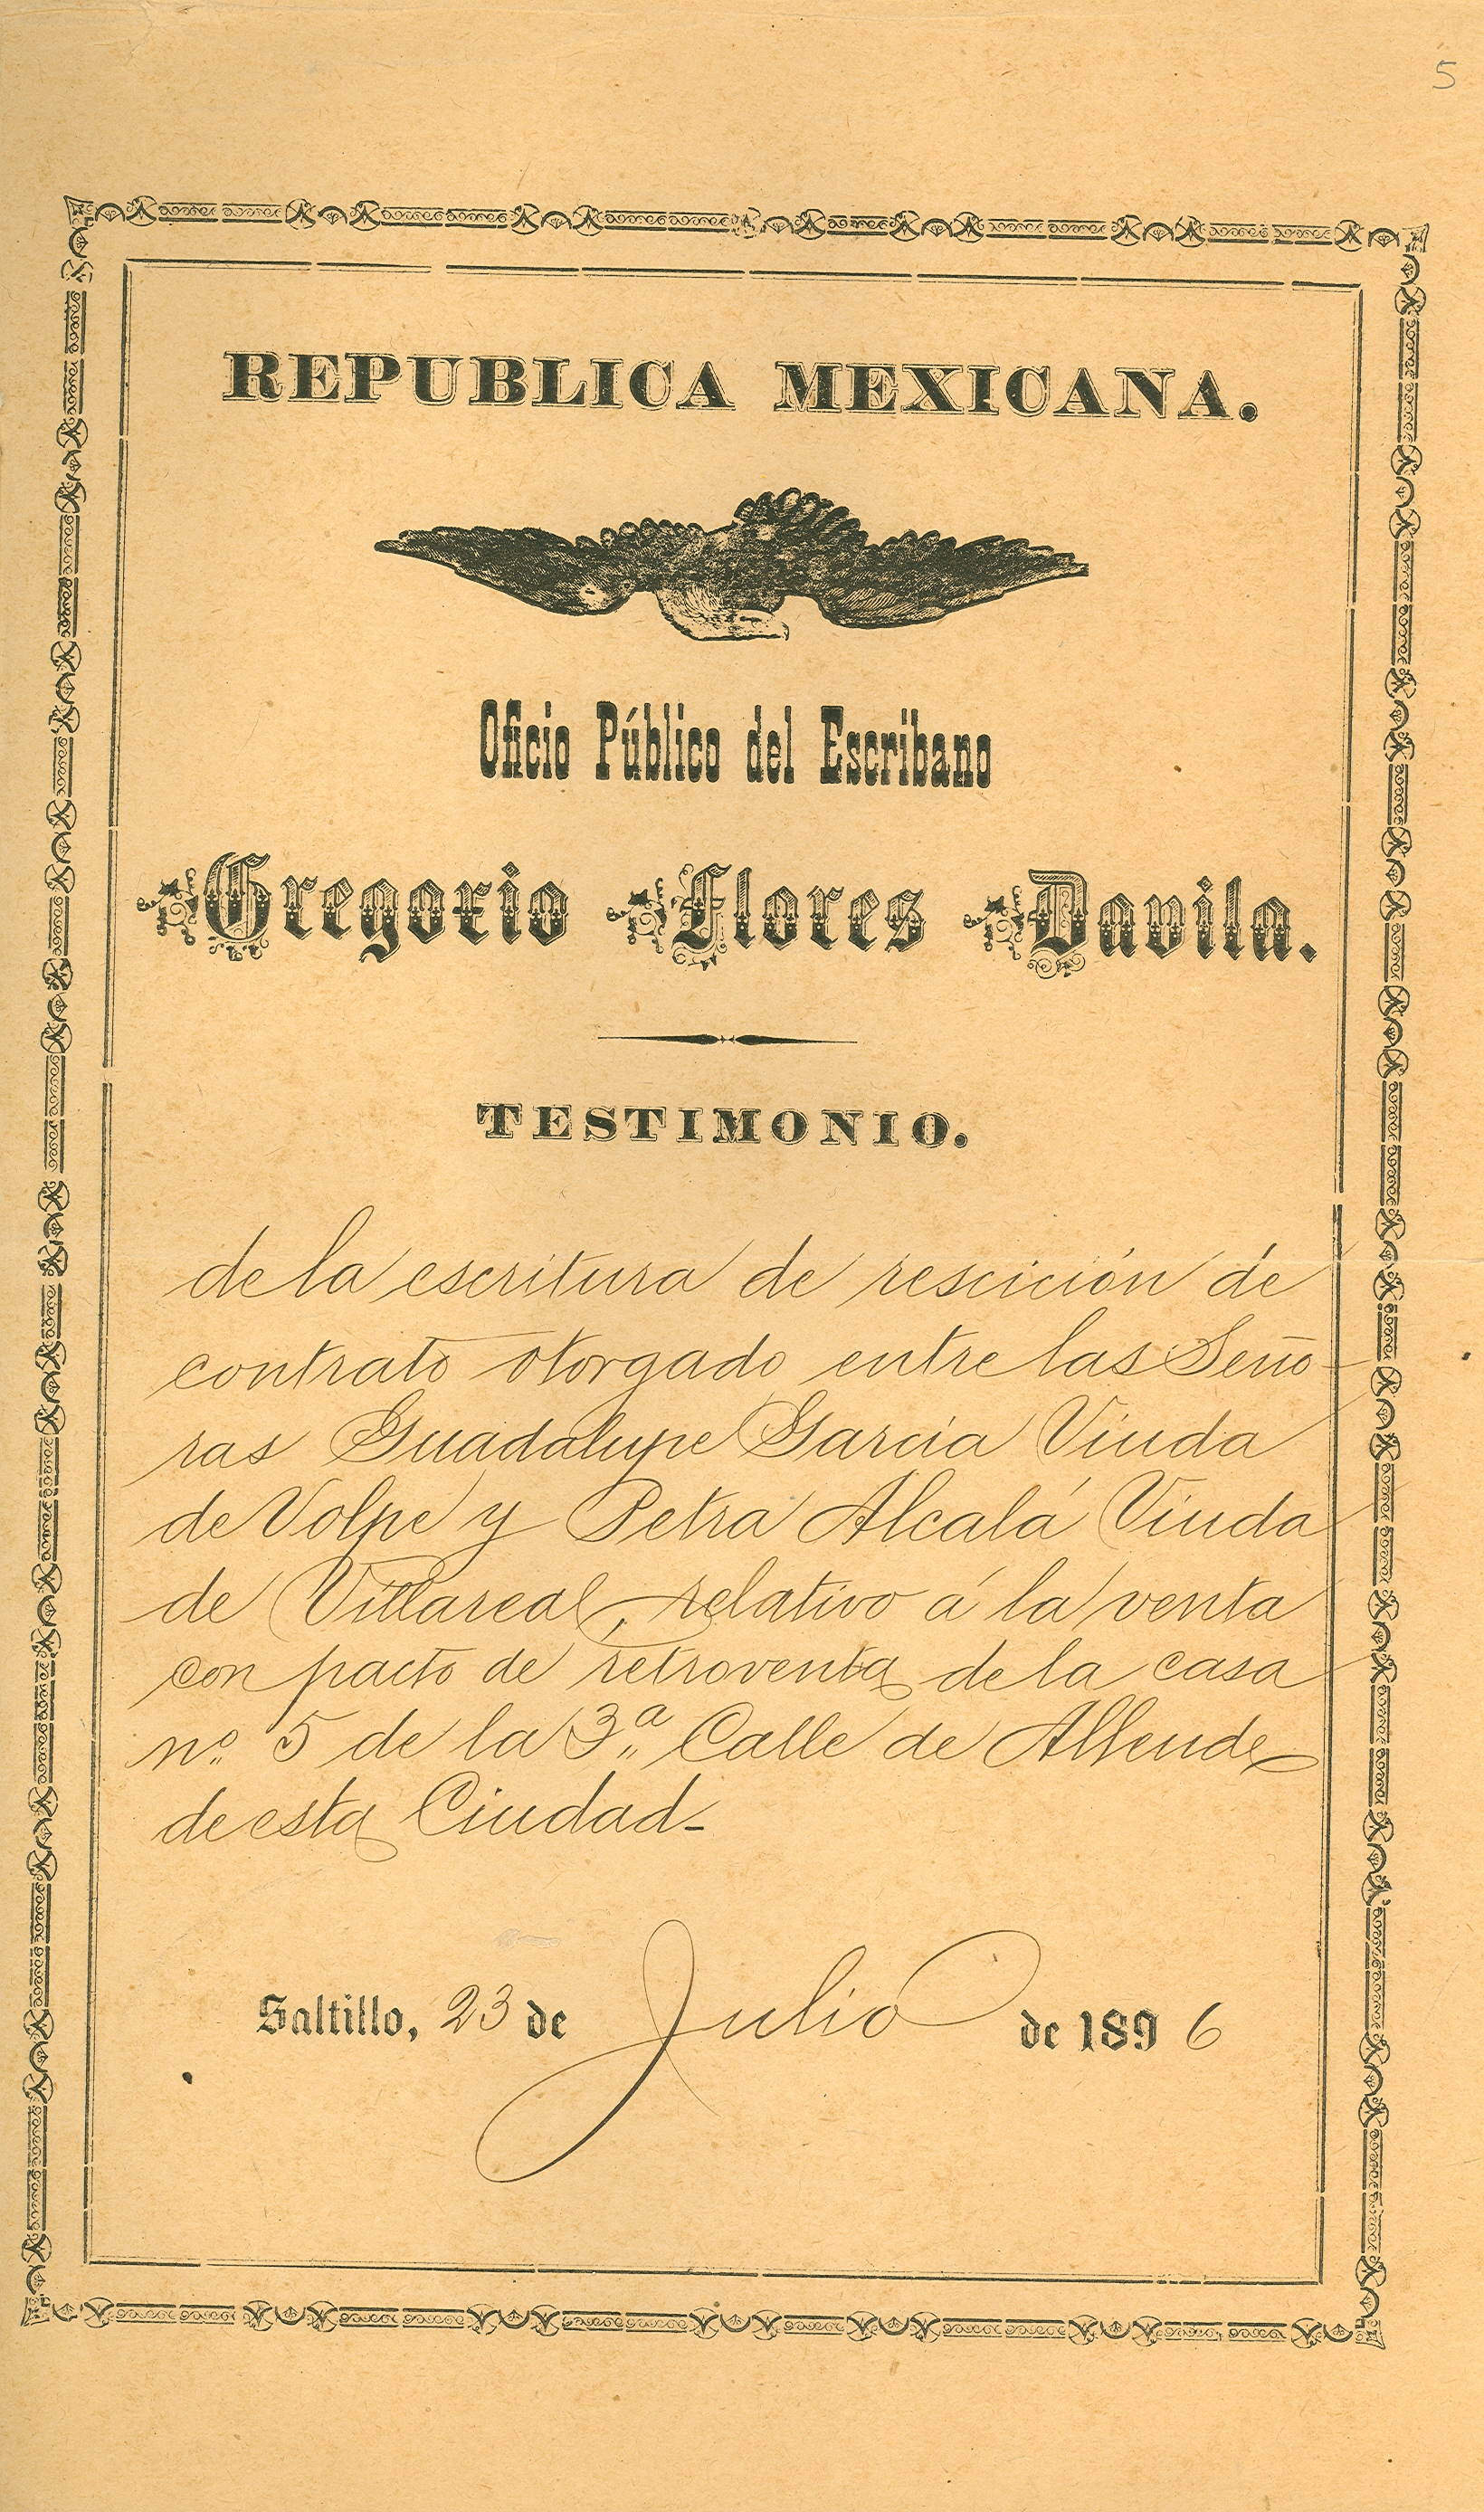 5
REPUBLICA MEXICANA.
Oficio Público del Escribano
Gregorio Flores Davila.
TESTIMONIO.
de la escritura de rescición de
contrato otorgado entre las Seño-
ras Guadalupe García Viuda
de Volpe y Petra Alcalá Viuda
de Villareal, relativo á la venta
con pacto de retroventa de la casa
nº. 5 de la 3ª. Calle de Allende
de esta Ciudad-
Saltillo, 23 de Julio de 1896